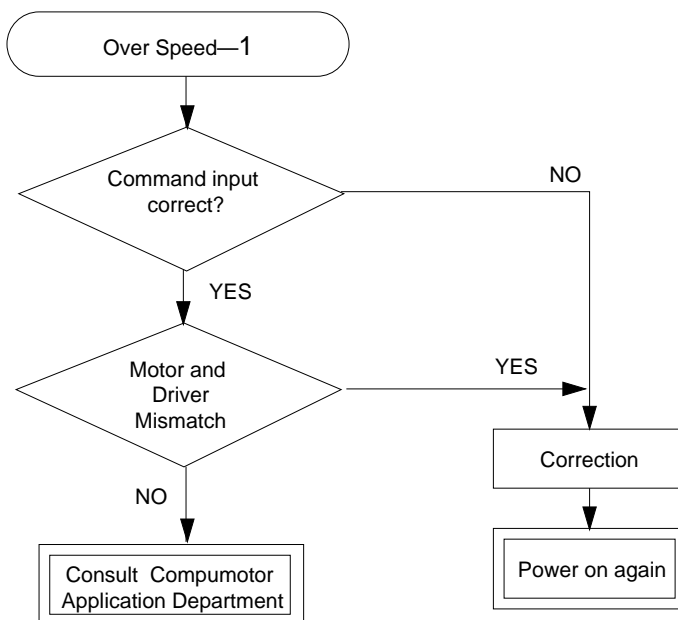 Over Speed—1
Command input
correct?
NO
YES
Motor and
Driver
Mismatch
YES
Correction
NO
Consult Compumotor
Application Department
Power on again